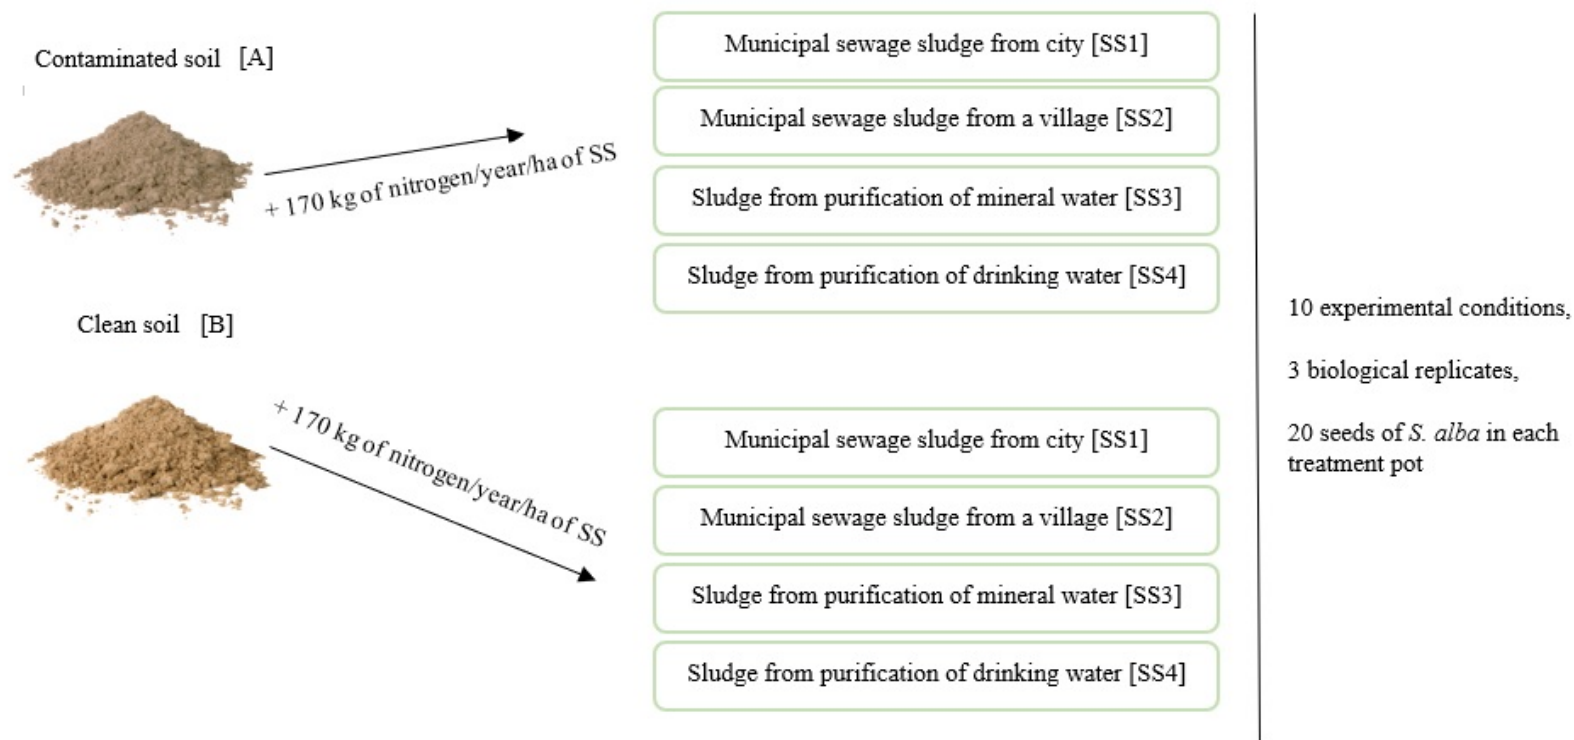 Contaminated soil [A]
+ 170 kg of nitrogen/year/ha of SS
Municipal sewage sludge from city [SS1]
Municipal sewage sludge from a village [SS2]
Sludge from purification of mineral water [SS3]
Sludge from purification of drinking water [SS4]
Clean soil [B]
+ 170 kg of nitrogen/year/ha of SS
Municipal sewage sludge from city [SS1]
Municipal sewage sludge from a village [SS2]
Sludge from purification of mineral water [SS3]
Sludge from purification of drinking water [SS4]
10 experimental conditions,
3 biological replicates,
20 seeds of S. alba in each
treatment pot